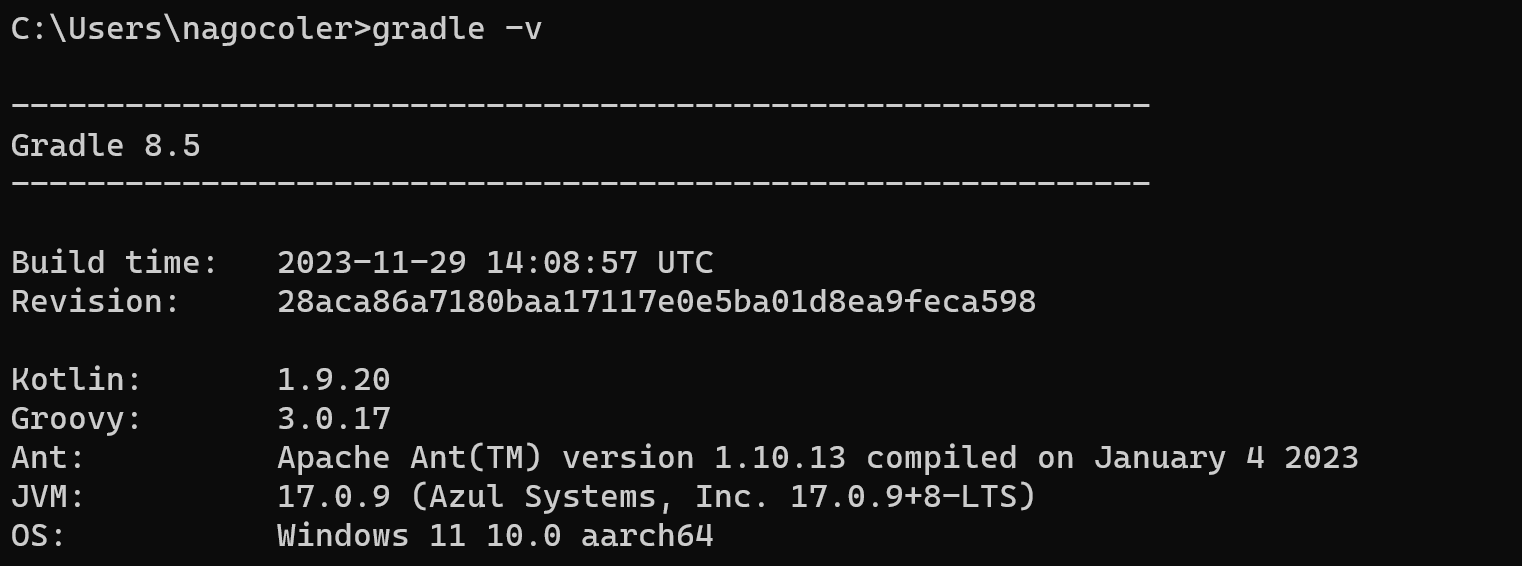 C:\Users\nagocoler>gradle -v
------------------------------------------------------------
Gradle 8.5
------------------------------------------------------------
Build time:   2023-11-29 14:08:57 UTC
Revision:     28aca86a7180baa17117e0e5ba01d8ea9feca598
Kotlin:       1.9.20
Groovy:       3.0.17
Ant:          Apache Ant(TM) version 1.10.13 compiled on January 4 2023
JVM:          17.0.9 (Azul Systems, Inc. 17.0.9+8-LTS)
OS:           Windows 11 10.0 aarch64